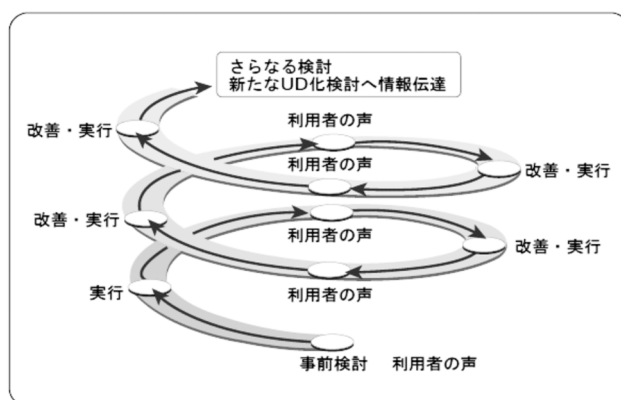 さらなる検討
新たなUD化検討へ情報伝達
利用者の声
改善・実行
利用者の声
改善・実行
改善・実行
利用者の声
改善・実行
実行
利用者の声
事前検討　利用者の声